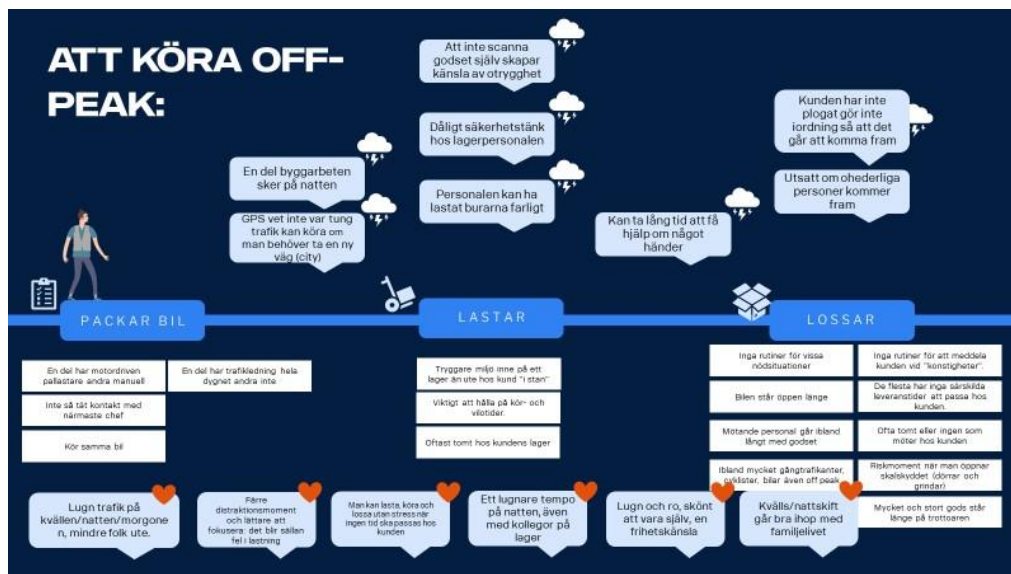 ATT KÖRA OFF-
PEAK:
Att inte scanna
godset själv skapar
känsla av otrygghet
Dåligt säkerhetstänk
hos lagerpersonalen
Personalen kan ha
lastat burarna farligt
En del byggarbeten
sker på natten
GPS vet inte var tung
trafik kan köra om
man behöver ta en ny
väg (city)
Kan ta lång tid att få
hjälp om något
händer
Kunden har inte
plogat gör inte
iordning så att det
går att komma fram
Utsatt om ohederliga
personer kommer
fram
PACKAR BIL
LASTAR
LOSSAR
En del har motordriven
pallastare andra manuell
Inte så tät kontakt med
närmaste chef
Kör samma bil
En del har trafikledning hela
dygnet andra inte
Tryggare miljö inne på ett
lager än ute hos kund "i stan"
Viktigt att hålla på kör- och
vilotider.
Oftast tomt hos kundens lager
Inga rutiner för vissa
nödsituationer
Bilen står öppen länge
Mötande personal går ibland
långt med godset
Ibland mycket gångtrafikanter,
cyklister, bilar även off peak
Inga rutiner för att meddela
kunden vid "konstigheter".
De flesta har inga särskilda
leveranstider att passa hos
kunden.
Ofta tomt eller ingen som
möter hos kunden
Riskmoment när man öppnar
skalskyddet (dörrar och
grindar)
Mycket och stort gods står
länge på trottoaren
Lugn trafik på
kvällen/natten/morgone
n, mindre folk ute.
Färre
distraktionsmoment
och lättare att
fokusera: det blir sällan
fel i lastning
Man kan lasta, köra och
lossa utan stress när
ingen tid ska passas hos
kunden
Ett lugnare tempo
på natten, även
med kollegor på
lager
Lugn och ro, skönt
att vara själv, en
frihetskänsla
Kvälls/nattskift
går bra ihop med
familjelivet